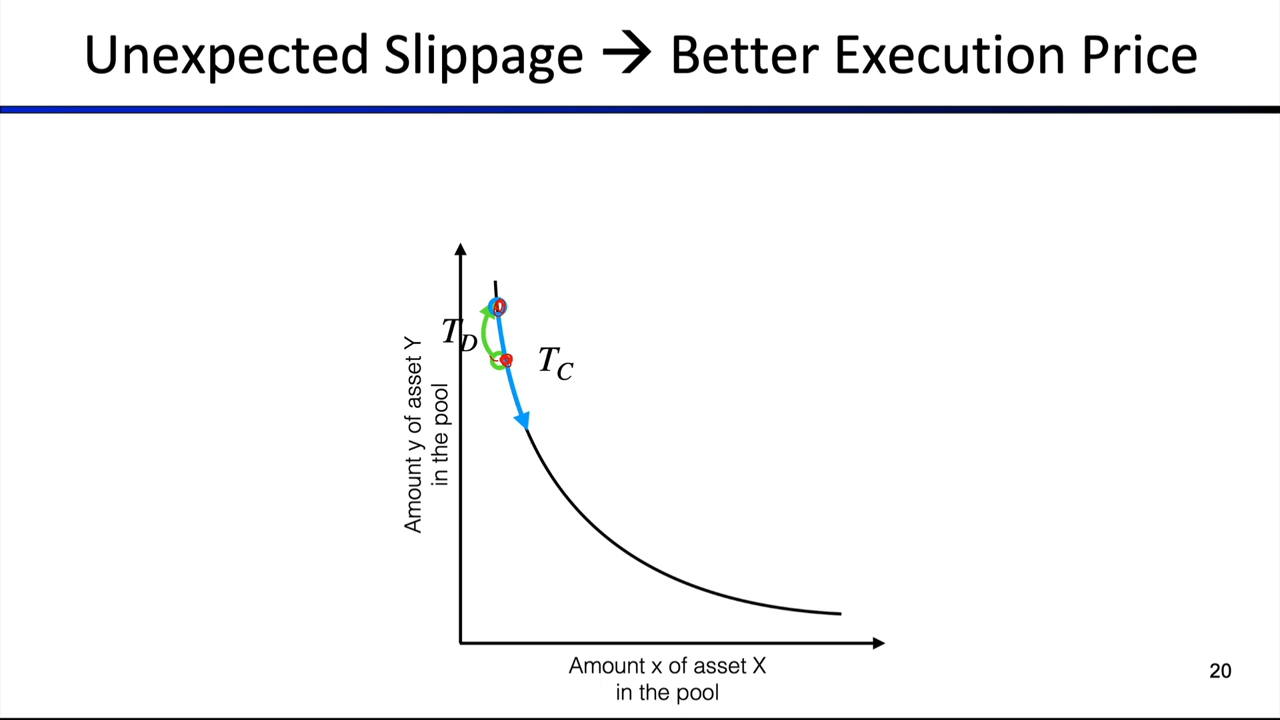 Unexpected Slippage → Better Execution Price
T_D
T_C
Amount y of asset Y
in the pool
Amount x of asset X
in the pool
20